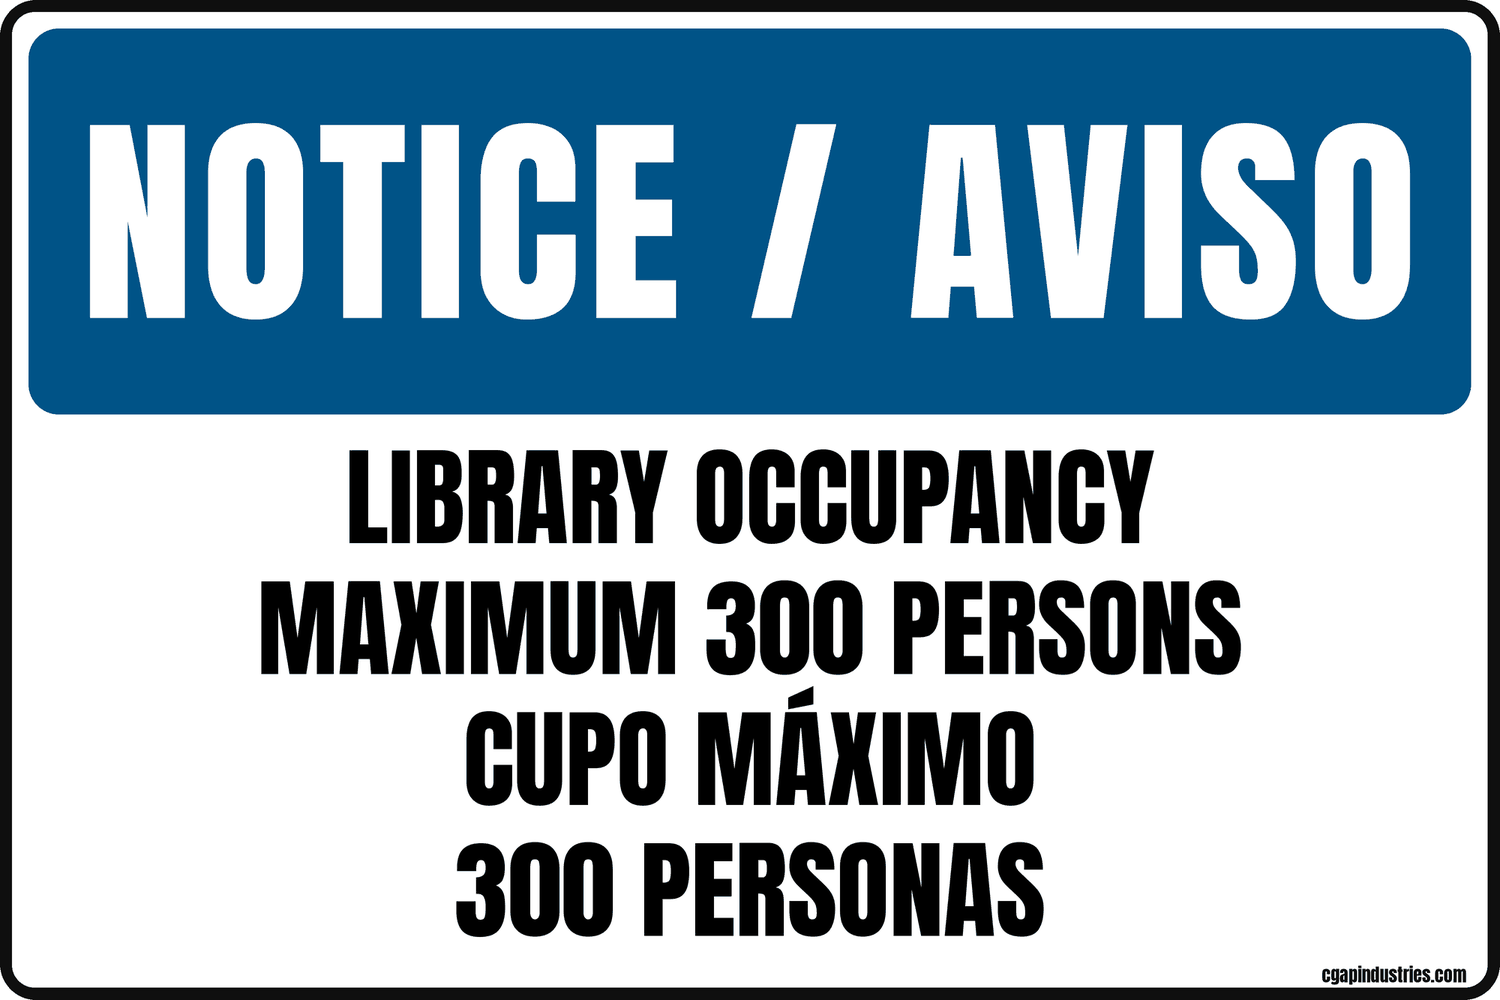 NOTICE / AVISO
LIBRARY OCCUPANCY
MAXIMUM 300 PERSONS
CUPO MÁXIMO
300 PERSONAS
cgapindustries.com